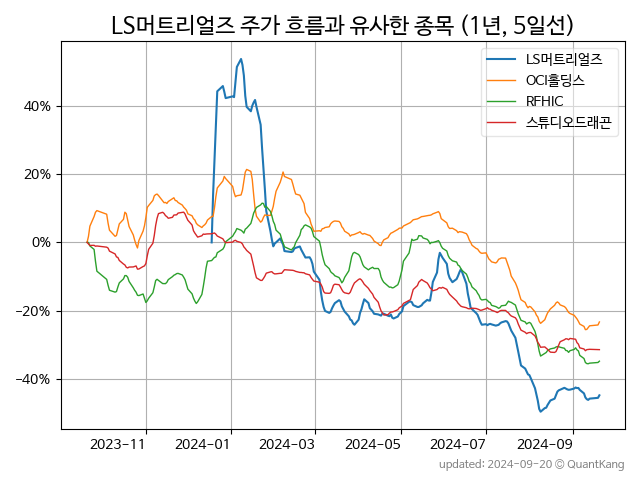 LS머트리얼즈 주가 흐름과 유사한 종목 (1년, 5일선)
LS머트리얼즈
OCI홀딩스
RFHIC
스튜디오드래곤
40%
20%
0%
−20%
−40%
2023-11 2024-01 2024-03 2024-05 2024-07 2024-09
updated: 2024-09-20 © QuantKang